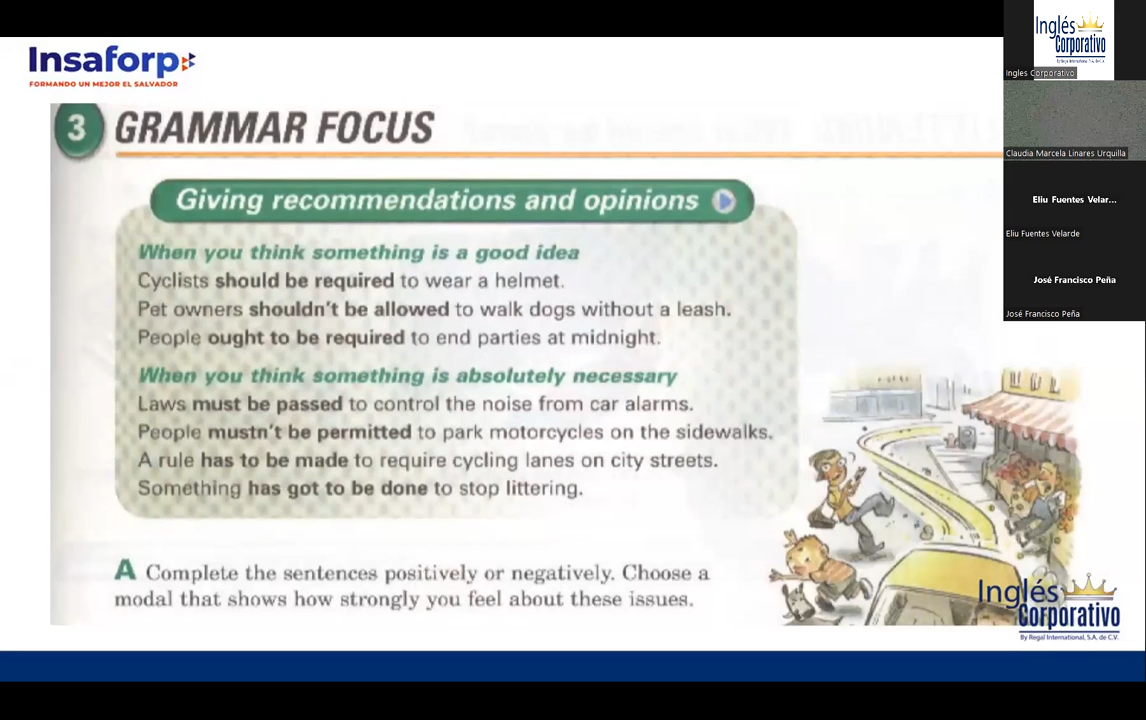 Insaforp
FORMANDO UN MEJOR EL SALVADOR
3 GRAMMAR FOCUS
Giving recommendations and opinions
When you think something is a good idea
Cyclists should be required to wear a helmet.
Pet owners shouldn't be allowed to walk dogs without a leash.
People ought to be required to end parties at midnight.
When you think something is absolutely necessary
Laws must be passed to control the noise from car alarms.
People mustn't be permitted to park motorcycles on the sidewalks.
A rule has to be made to require cycling lanes on city streets.
Something has got to be done to stop littering.
A Complete the sentences positively or negatively. Choose a
modal that shows how strongly you feel about these issues.
Inglés
Corporativo
By Regal International, S.A. de C.V.
Inglés
Corporativo
By Regal International, S.A. de C.V.
Ingles Corporativo
Claudia Marcela Linares Urquilla
Eliu Fuentes Velar...
Eliu Fuentes Velarde
José Francisco Peña
José Francisco Peña